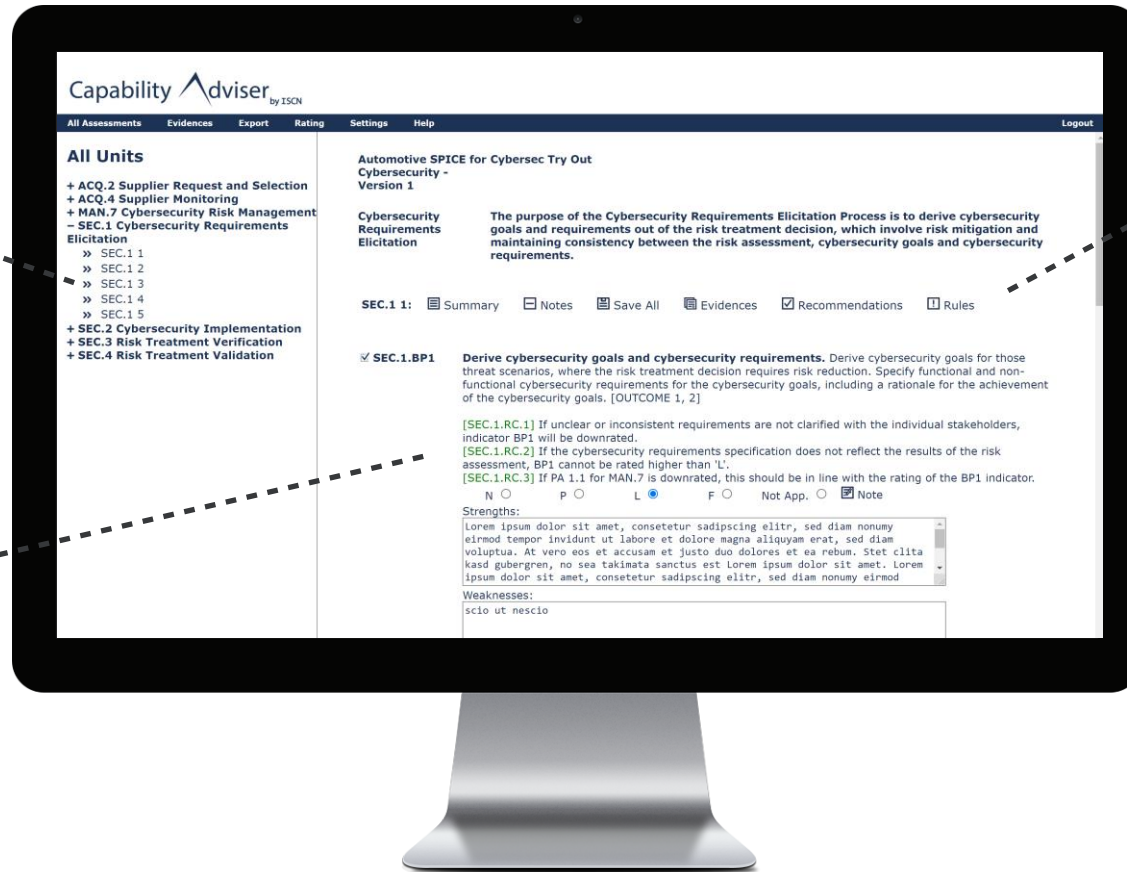 Capability Adviser by ISCN
All Assessments Evidences Export Rating Settings Help Logout
All Units
+ ACQ.2 Supplier Request and Selection
+ ACQ.4 Supplier Monitoring
+ MAN.7 Cybersecurity Risk Management
− SEC.1 Cybersecurity Requirements
Elicitation
» SEC.1 1
» SEC.1 2
» SEC.1 3
» SEC.1 4
» SEC.1 5
+ SEC.2 Cybersecurity Implementation
+ SEC.3 Risk Treatment Verification
+ SEC.4 Risk Treatment Validation
Automotive SPICE for Cybersec Try Out
Cybersecurity -
Version 1
Cybersecurity
Requirements
Elicitation
The purpose of the Cybersecurity Requirements Elicitation Process is to derive cybersecurity
goals and requirements out of the risk treatment decision, which involve risk mitigation and
maintaining consistency between the risk assessment, cybersecurity goals and cybersecurity
requirements.
SEC.1 1: Summary Notes Save All Evidences Recommendations Rules
SEC.1.BP1 Derive cybersecurity goals and cybersecurity requirements. Derive cybersecurity goals for those
threat scenarios, where the risk treatment decision requires risk reduction. Specify functional and non-
functional cybersecurity requirements for the cybersecurity goals, including a rationale for the achievement
of the cybersecurity goals. [OUTCOME 1, 2]
[SEC.1.RC.1] If unclear or inconsistent requirements are not clarified with the individual stakeholders,
indicator BP1 will be downrated.
[SEC.1.RC.2] If the cybersecurity requirements specification does not reflect the results of the risk
assessment, BP1 cannot be rated higher than 'L'.
[SEC.1.RC.3] If PA 1.1 for MAN.7 is downrated, this should be in line with the rating of the BP1 indicator.
N P L F Not App. Note
Strengths:
Lorem ipsum dolor sit amet, consetetur sadipscing elitr, sed diam nonumy
eirmod tempor invidunt ut labore et dolore magna aliquyam erat, sed diam
voluptua. At vero eos et accusam et justo duo dolores et ea rebum. Stet clita
kasd gubergren, no sea takimata sanctus est Lorem ipsum dolor sit amet. Lorem
ipsum dolor sit amet, consetetur sadipscing elitr, sed diam nonumy eirmod
Weaknesses:
scio ut nescio